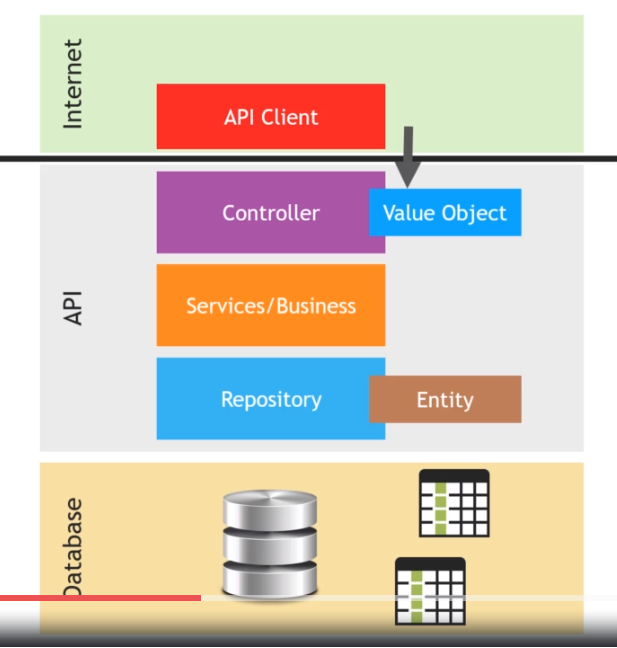 Internet
API Client
Controller
Value Object
API
Services/Business
Repository
Entity
Database